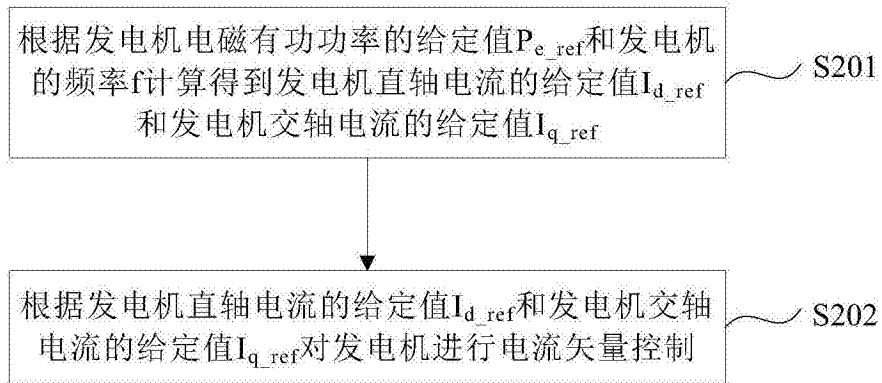 根据发电机电磁有功功率的给定值Pe_ref和发电机
的频率f计算得到发电机直轴电流的给定值Id_ref
和发电机交轴电流的给定值Iq_ref
S201
根据发电机直轴电流的给定值Id_ref和发电机交轴
电流的给定值Iq_ref对发电机进行电流矢量控制
S202